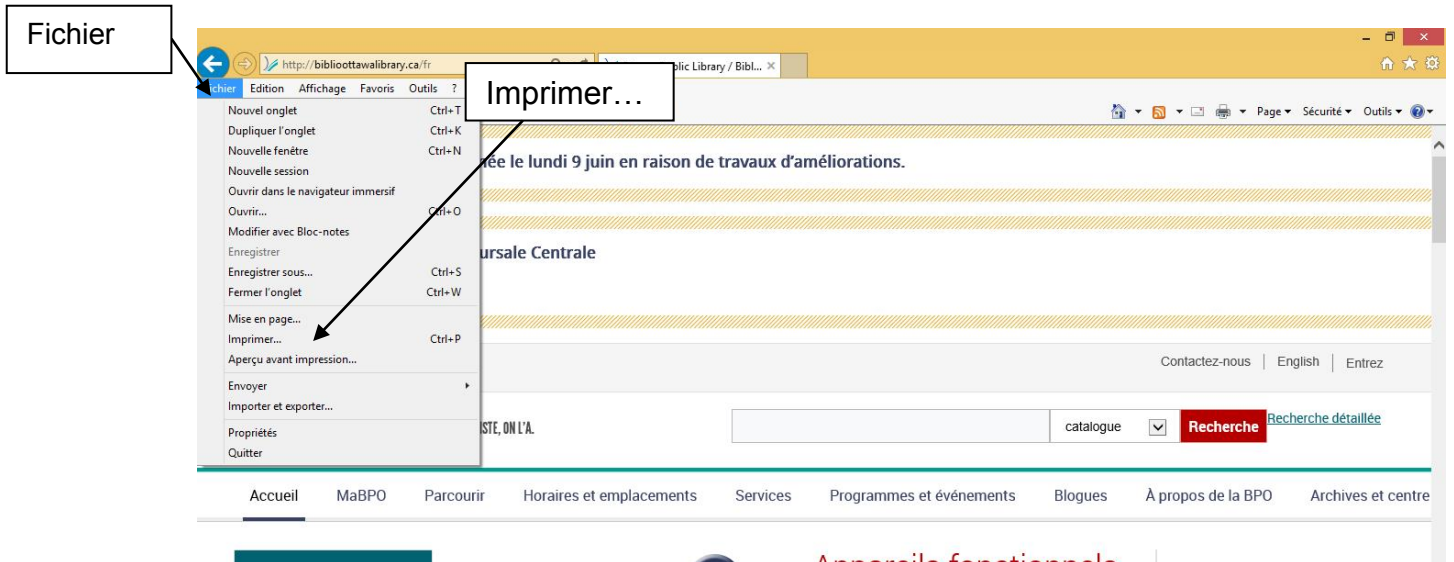 Fichier
Imprimer…
http://biblioottawalibrary.ca/fr
blic Library / Bibl...
Edition Affichage Favoris Outils ?
Page Sécurité Outils
Nouvel onglet Ctrl+T
Dupliquer l'onglet Ctrl+K
Nouvelle fenêtre Ctrl+N
Nouvelle session
Ouvrir dans le navigateur immersif
Ouvrir... Ctrl+O
Modifier avec Bloc-notes
Enregistrer
Enregistrer sous... Ctrl+S
Fermer l'onglet Ctrl+W
Mise en page...
Imprimer... Ctrl+P
Aperçu avant impression...
Envoyer
Importer et exporter...
Propriétés
Quitter
le lundi 9 juin en raison de travaux d'améliorations.
ursale Centrale
Contactez-nous | English | Entrez
ISTE, ON L'A.
catalogue Recherche Recherche détaillée
Accueil MaBPO Parcourir Horaires et emplacements Services Programmes et événements Blogues À propos de la BPO Archives et centre
Appareils fonctionnels